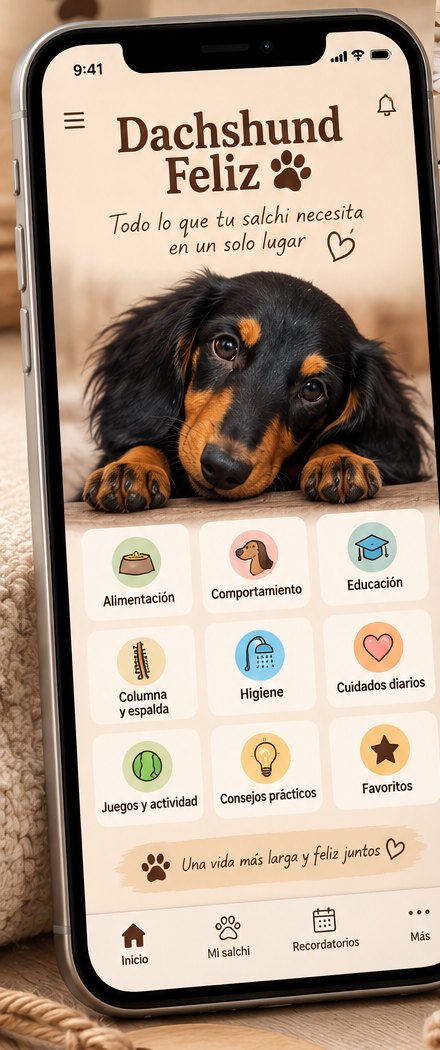 9:41
Dachshund
Feliz
Todo lo que tu salchi necesita
en un solo lugar
Alimentación
Comportamiento
Educación
Columna
y espalda
Higiene
Cuidados diarios
Juegos y actividad
Consejos prácticos
Favoritos
Una vida más larga y feliz juntos
Inicio
Mi salchi
Recordatorios
Más